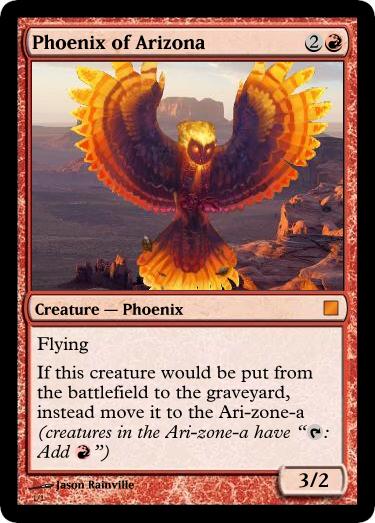 Phoenix of Arizona 2
Creature — Phoenix
Flying
If this creature would be put from
the battlefield to the graveyard,
instead move it to the Ari-zone-a
(creatures in the Ari-zone-a have “:
Add ”)
Jason Rainville
3/2